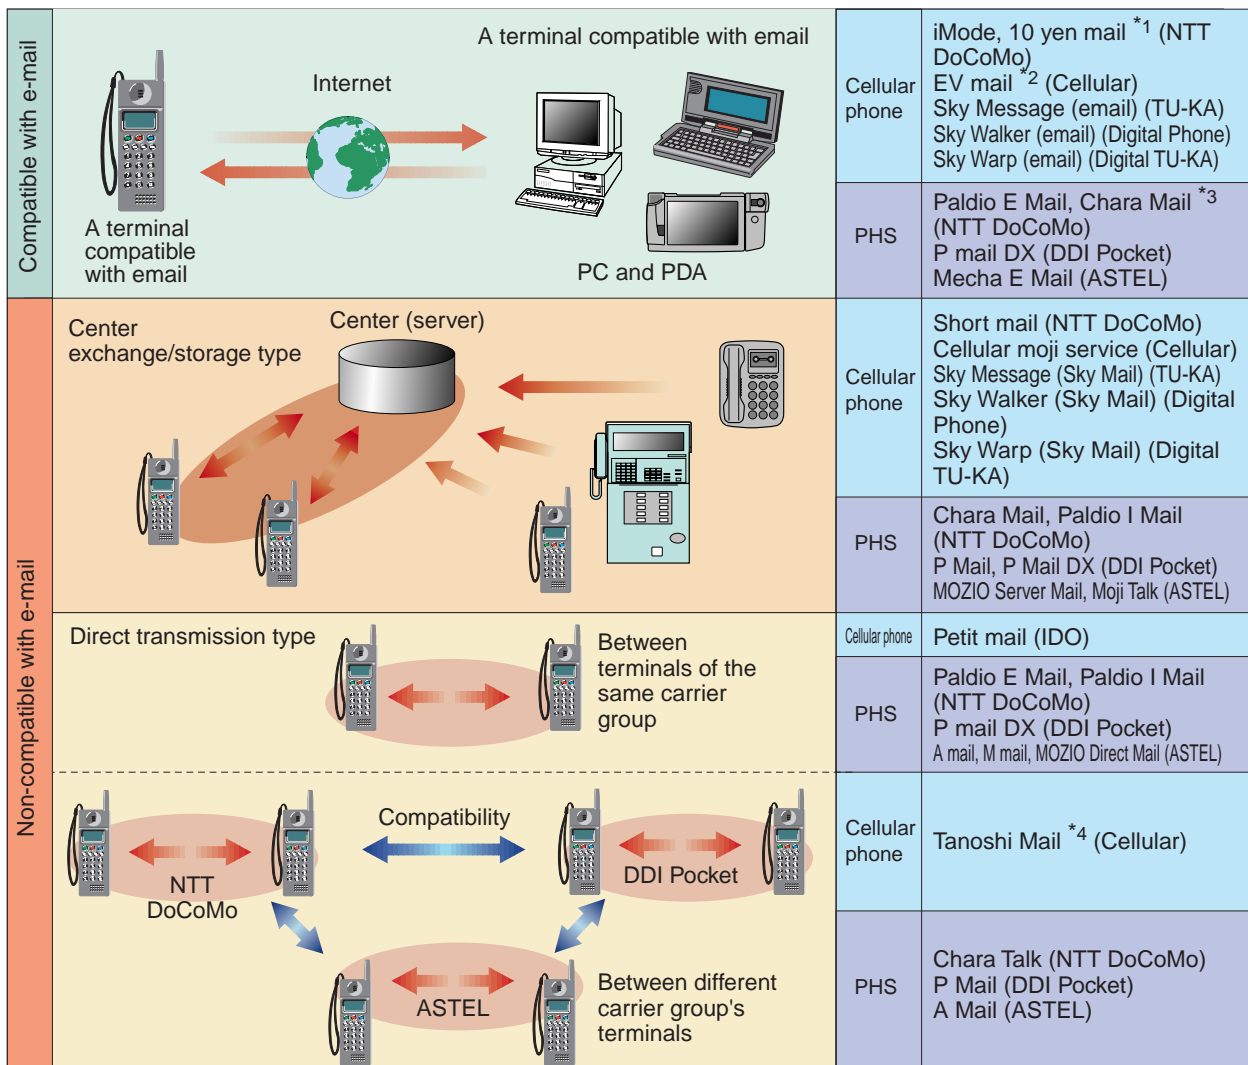 Compatible with e-mail
A terminal compatible with email
Internet
A terminal
compatible
with email
PC and PDA
Cellular
phone
iMode, 10 yen mail *1 (NTT
DoCoMo)
EV mail *2 (Cellular)
Sky Message (email) (TU-KA)
Sky Walker (email) (Digital Phone)
Sky Warp (email) (Digital TU-KA)
PHS
Paldio E Mail, Chara Mail *3
(NTT DoCoMo)
P mail DX (DDI Pocket)
Mecha E Mail (ASTEL)
Non-compatible with e-mail
Center
exchange/storage type
Center (server)
Cellular
phone
Short mail (NTT DoCoMo)
Cellular moji service (Cellular)
Sky Message (Sky Mail) (TU-KA)
Sky Walker (Sky Mail) (Digital
Phone)
Sky Warp (Sky Mail) (Digital
TU-KA)
PHS
Chara Mail, Paldio I Mail
(NTT DoCoMo)
P Mail, P Mail DX (DDI Pocket)
MOZIO Server Mail, Moji Talk (ASTEL)
Direct transmission type
Between
terminals of the
same carrier
group
Cellular phone
Petit mail (IDO)
PHS
Paldio E Mail, Paldio I Mail
(NTT DoCoMo)
P mail DX (DDI Pocket)
A mail, M mail, MOZIO Direct Mail (ASTEL)
Compatibility
NTT
DoCoMo
DDI Pocket
ASTEL
Between different
carrier group's
terminals
Cellular
phone
Tanoshi Mail *4 (Cellular)
PHS
Chara Talk (NTT DoCoMo)
P Mail (DDI Pocket)
A Mail (ASTEL)